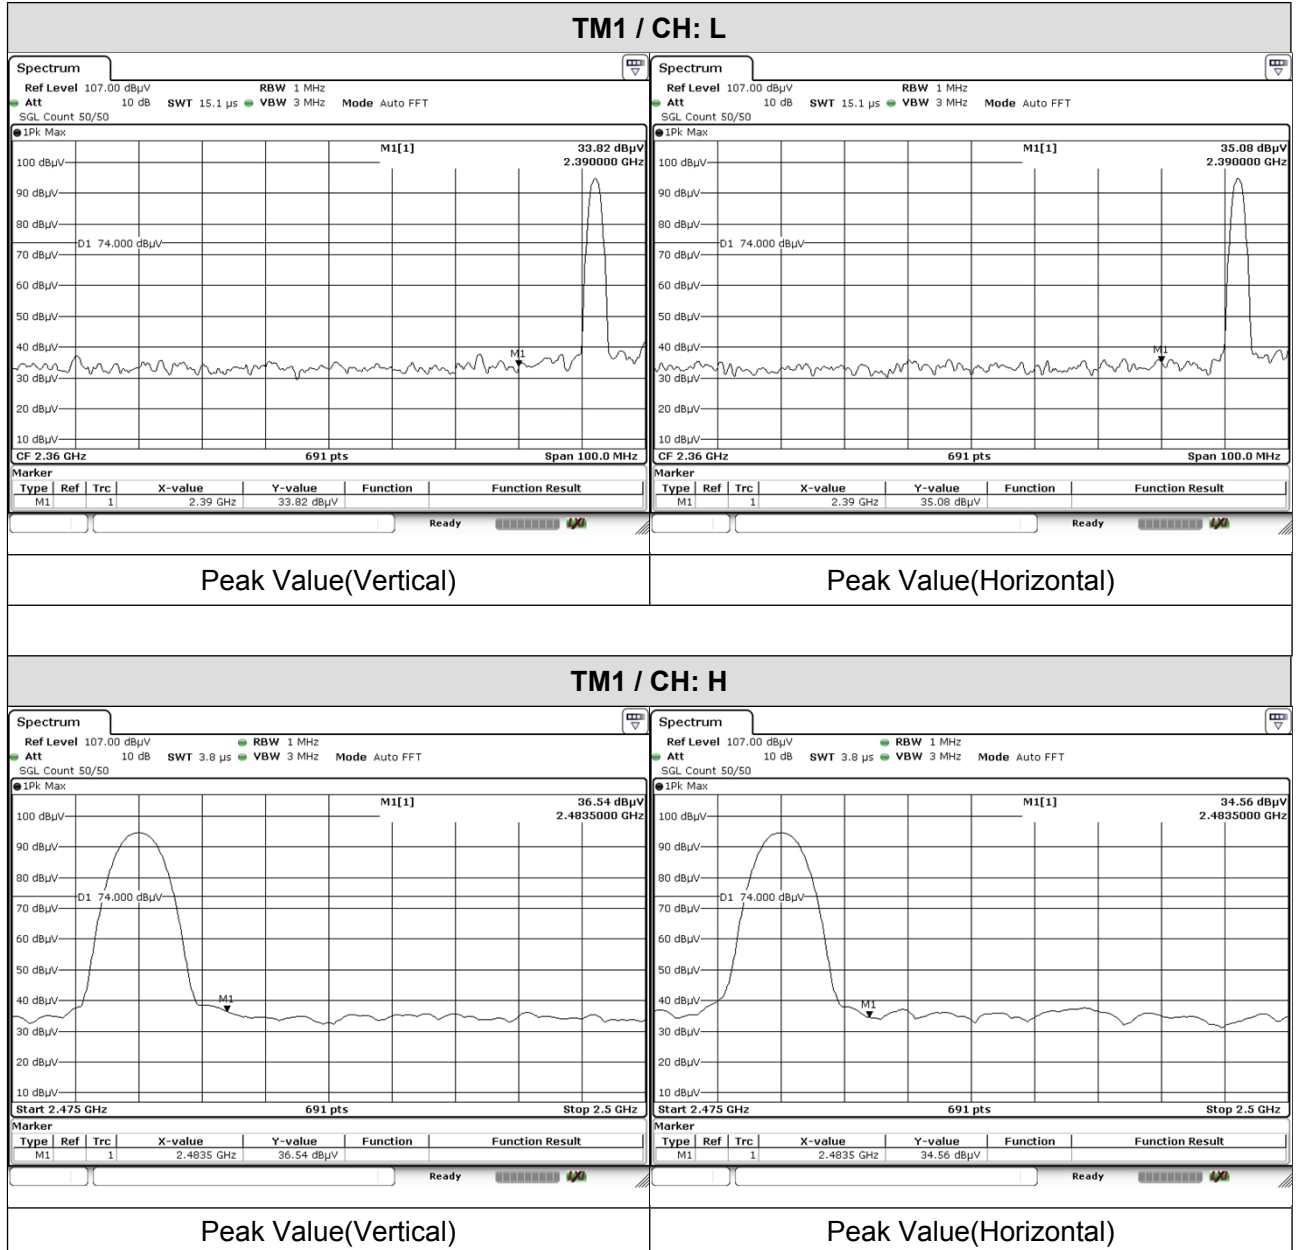 TM1 / CH: L
Spectrum
Ref Level 107.00 dBµV RBW 1 MHz
Att 10 dB SWT 15.1 µs VBW 3 MHz Mode Auto FFT
SGL Count 50/50
1Pk Max
M1[1] 33.82 dBµV
2.390000 GHz
100 dBµV
90 dBµV
80 dBµV
D1 74.000 dBµV
70 dBµV
60 dBµV
50 dBµV
40 dBµV
M1
30 dBµV
20 dBµV
10 dBµV
CF 2.36 GHz 691 pts Span 100.0 MHz
Marker
Type Ref Trc X-value Y-value Function Function Result
M1 1 2.39 GHz 33.82 dBµV
Ready LXI
Peak Value(Vertical)
Spectrum
Ref Level 107.00 dBµV RBW 1 MHz
Att 10 dB SWT 15.1 µs VBW 3 MHz Mode Auto FFT
SGL Count 50/50
1Pk Max
M1[1] 35.08 dBµV
2.390000 GHz
100 dBµV
90 dBµV
80 dBµV
D1 74.000 dBµV
70 dBµV
60 dBµV
50 dBµV
40 dBµV
M1
30 dBµV
20 dBµV
10 dBµV
CF 2.36 GHz 691 pts Span 100.0 MHz
Marker
Type Ref Trc X-value Y-value Function Function Result
M1 1 2.39 GHz 35.08 dBµV
Ready LXI
Peak Value(Horizontal)
TM1 / CH: H
Spectrum
Ref Level 107.00 dBµV RBW 1 MHz
Att 10 dB SWT 3.8 µs VBW 3 MHz Mode Auto FFT
SGL Count 50/50
1Pk Max
M1[1] 36.54 dBµV
2.4835000 GHz
100 dBµV
90 dBµV
80 dBµV
D1 74.000 dBµV
70 dBµV
60 dBµV
50 dBµV
40 dBµV
M1
30 dBµV
20 dBµV
10 dBµV
Start 2.475 GHz 691 pts Stop 2.5 GHz
Marker
Type Ref Trc X-value Y-value Function Function Result
M1 1 2.4835 GHz 36.54 dBµV
Ready LXI
Peak Value(Vertical)
Spectrum
Ref Level 107.00 dBµV RBW 1 MHz
Att 10 dB SWT 3.8 µs VBW 3 MHz Mode Auto FFT
SGL Count 50/50
1Pk Max
M1[1] 34.56 dBµV
2.4835000 GHz
100 dBµV
90 dBµV
80 dBµV
D1 74.000 dBµV
70 dBµV
60 dBµV
50 dBµV
40 dBµV
M1
30 dBµV
20 dBµV
10 dBµV
Start 2.475 GHz 691 pts Stop 2.5 GHz
Marker
Type Ref Trc X-value Y-value Function Function Result
M1 1 2.4835 GHz 34.56 dBµV
Ready LXI
Peak Value(Horizontal)